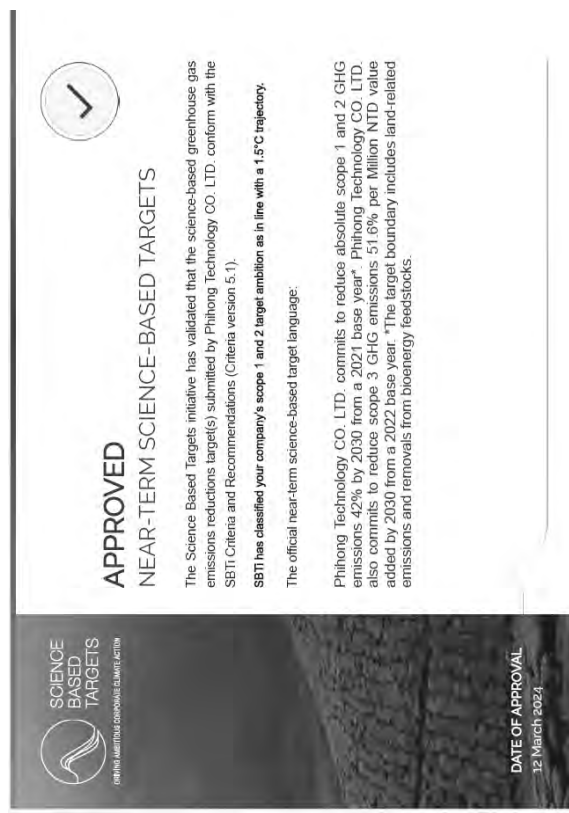 SCIENCE
BASED
TARGETS
DRIVING AMBITIOUS CORPORATE CLIMATE ACTION
DATE OF APPROVAL
12 March 2024
APPROVED
NEAR-TERM SCIENCE-BASED TARGETS
The Science Based Targets initiative has validated that the science-based greenhouse gas
emissions reductions target(s) submitted by Phihong Technology CO. LTD. conform with the
SBTi Criteria and Recommendations (Criteria version 5.1).
SBTi has classified your company's scope 1 and 2 target ambition as in line with a 1.5°C trajectory.
The official near-term science-based target language:
Phihong Technology CO. LTD. commits to reduce absolute scope 1 and 2 GHG
emissions 42% by 2030 from a 2021 base year*. Phihong Technology CO. LTD.
also commits to reduce scope 3 GHG emissions 51.6% per Million NTD value
added by 2030 from a 2022 base year. *The target boundary includes land-related
emissions and removals from bioenergy feedstocks.